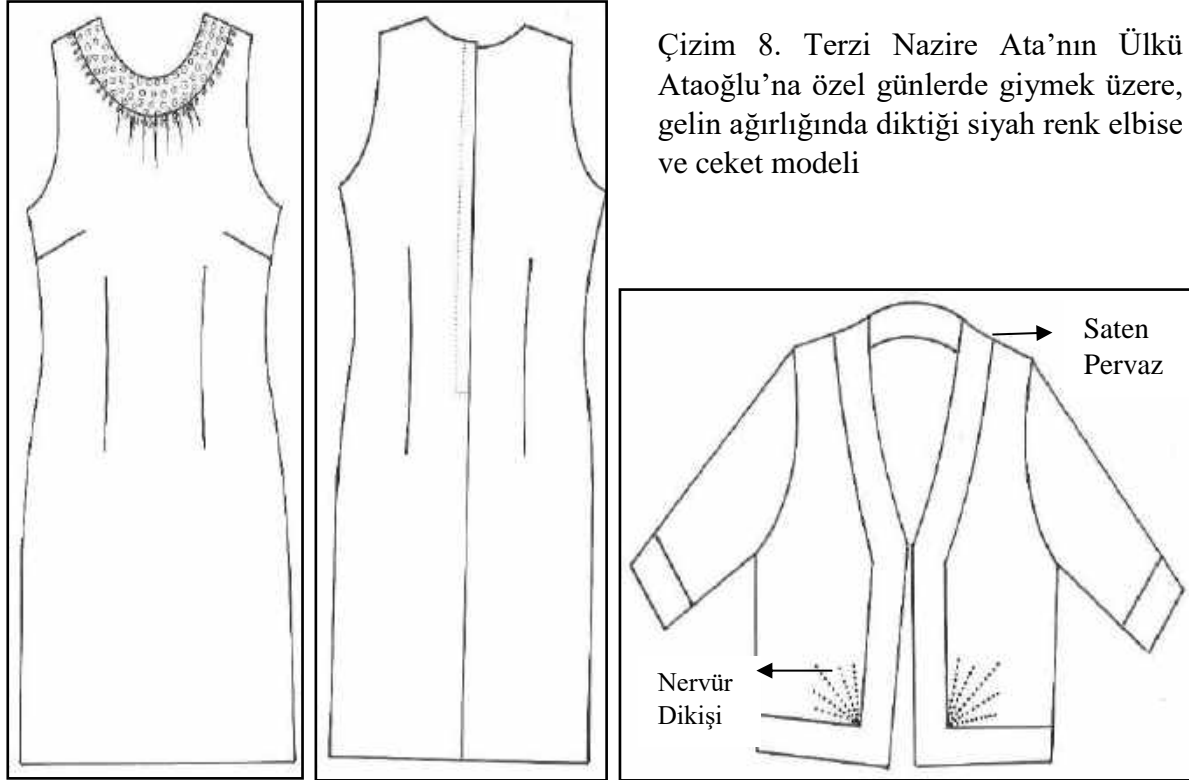 Çizim 8. Terzi Nazire Ata’nın Ülkü
Ataoğlu’na özel günlerde giymek üzere,
gelin ağırlığında diktiği siyah renk elbise
ve ceket modeli
Saten
Pervaz
Nervür
Dikişi